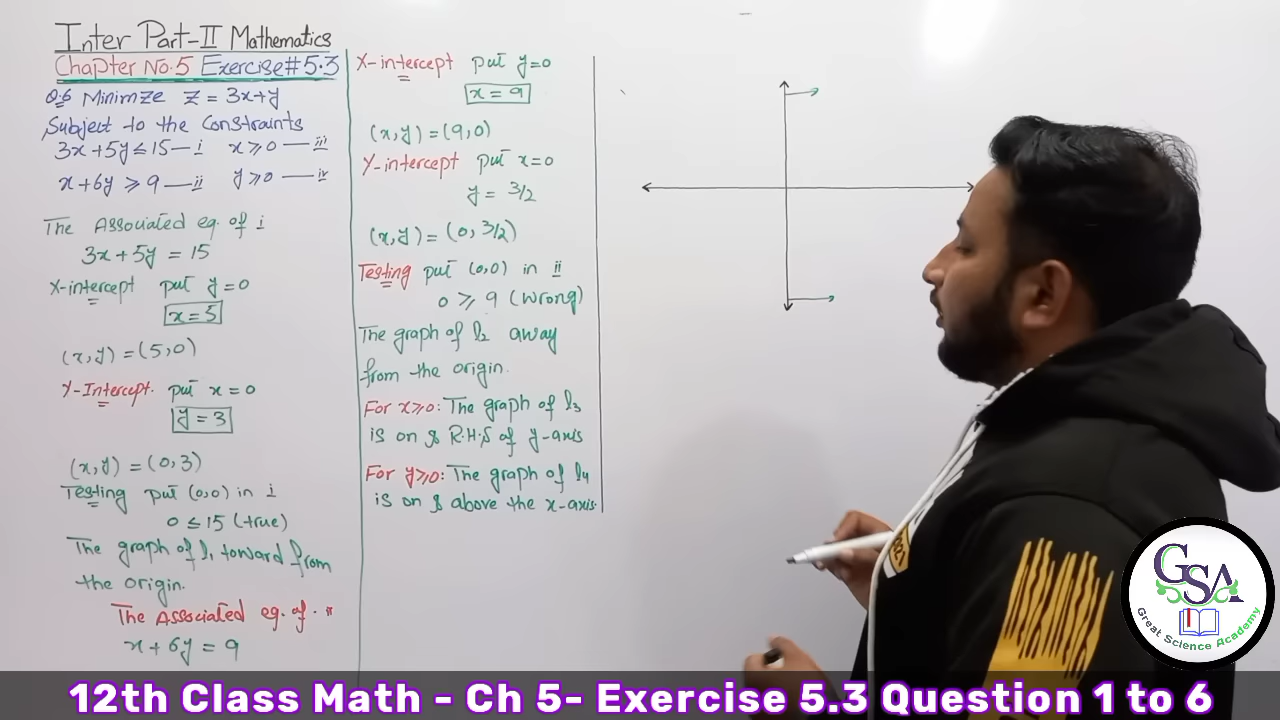 Inter Part-II Mathematics
Chapter No.5 Exercise#5.3
Q.6 Minimze Z = 3x+y
Subject to the Constraints
3x+5y ≤ 15 — i x ≥ 0 — iii
x+6y ≥ 9 — ii y ≥ 0 — iv
The Associated eq. of i
3x+5y = 15
X-intercept put y=0
x=5
(x,y) = (5,0)
Y-Intercept. put x=0
y=3
(x,y) = (0,3)
Testing put (0,0) in i
0 ≤ 15 (true)
The graph of l₁ toward from
the origin.
The Associated eq. of
x+6y = 9
X-intercept put y=0
x=9
(x,y) = (9,0)
Y-intercept put x=0
y = 3/2
(x,y) = (0, 3/2)
Testing put (0,0) in ii
0 ≥ 9 (wrong)
The graph of l₂ away
from the origin.
For x≥0: The graph of l₃
is on & R.H.S of y-axis
For y≥0: The graph of l₄
is on & above the x-axis.
GSA
Great Science Academy
12th Class Math - Ch 5- Exercise 5.3 Question 1 to 6